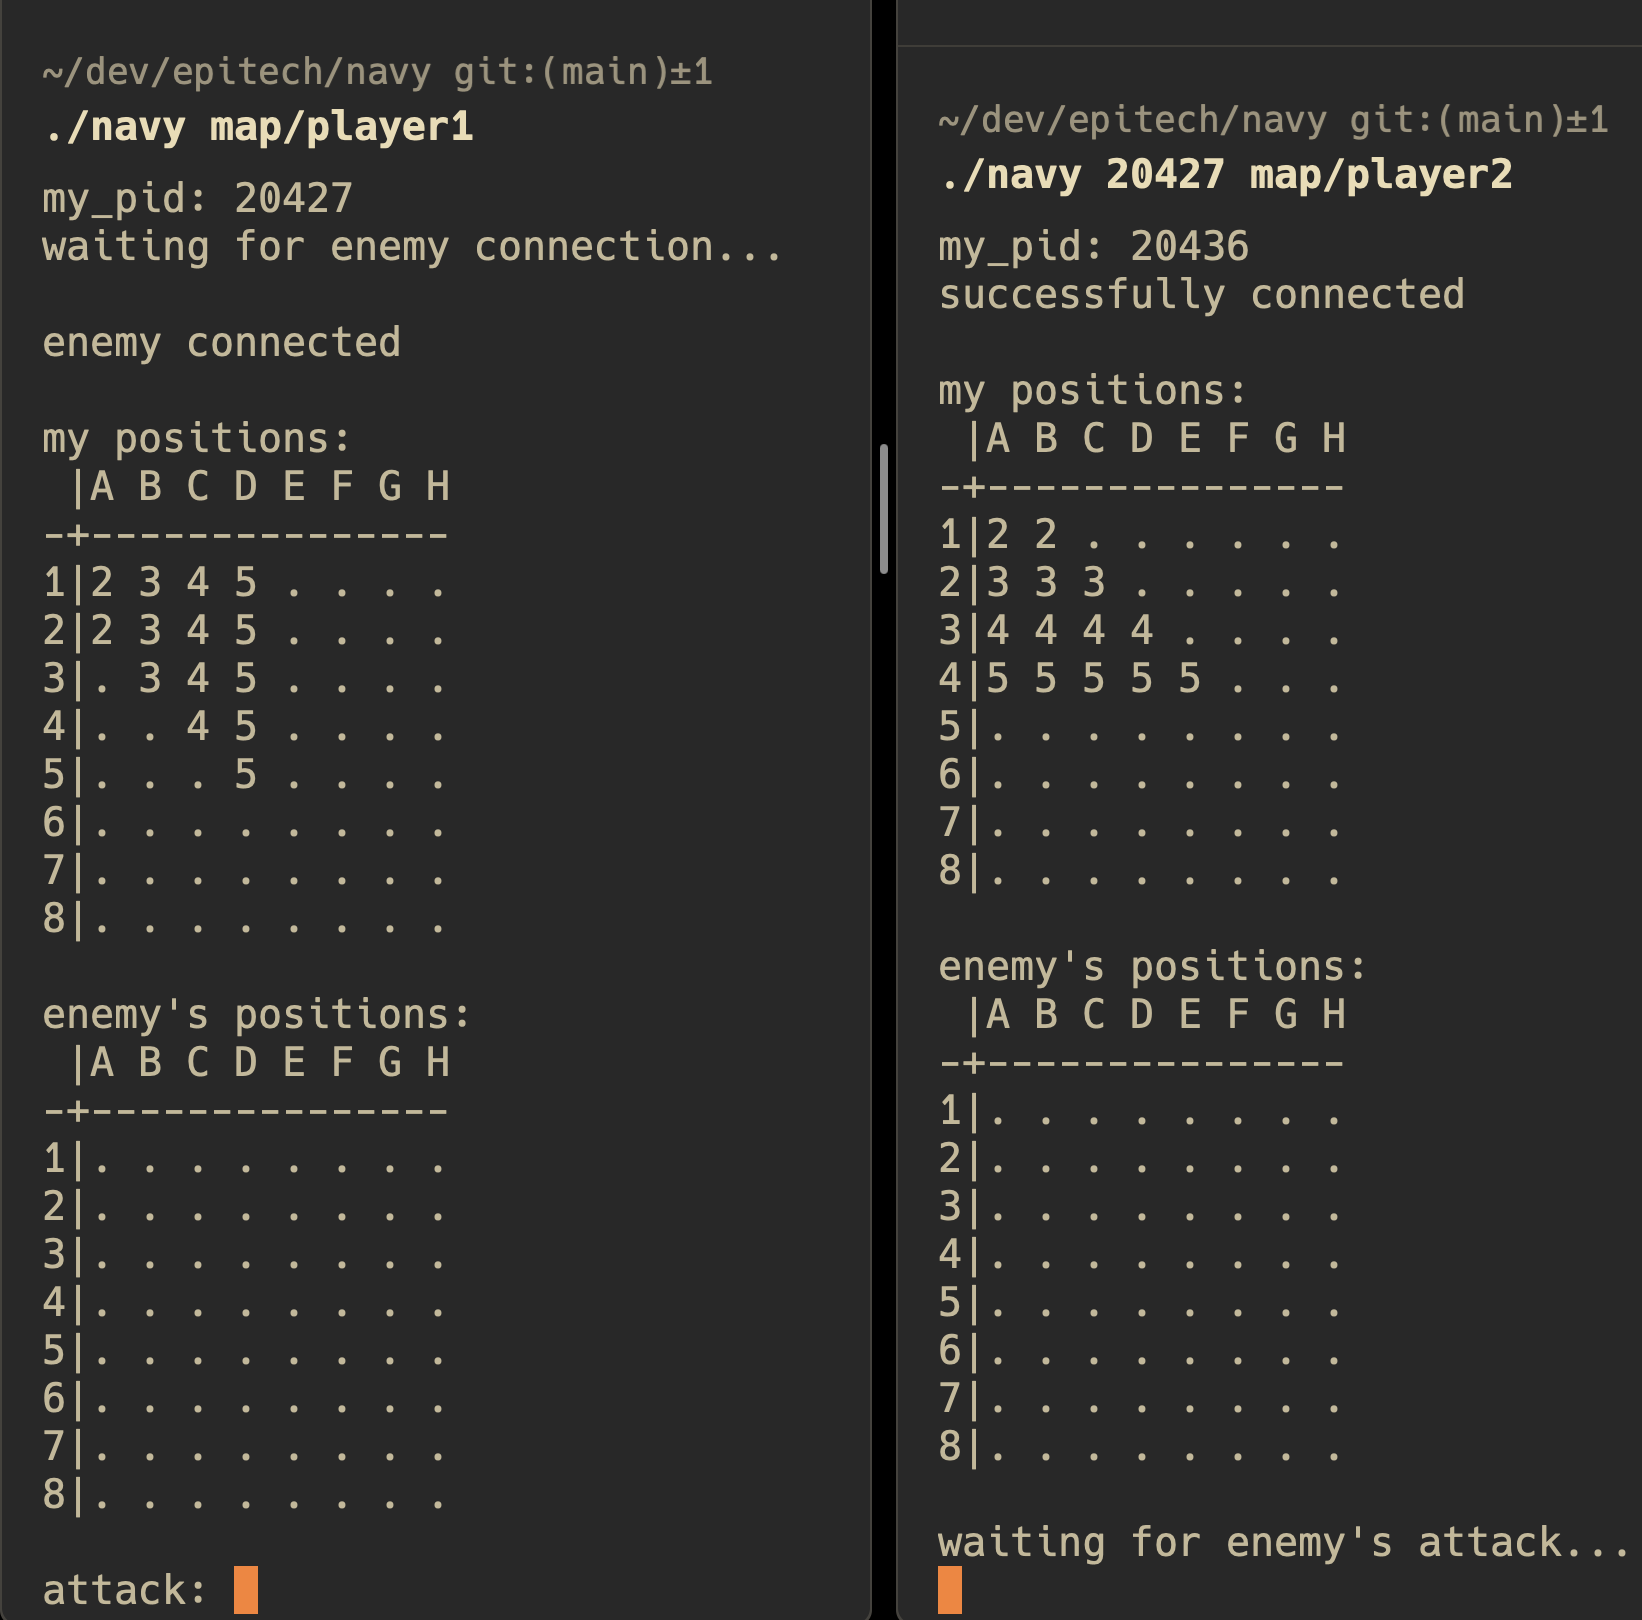 ~/dev/epitech/navy git:(main)±1
./navy map/player1
my_pid: 20427
waiting for enemy connection...
enemy connected
my positions:
 |A B C D E F G H
-+---------------
1|2 3 4 5 . . . .
2|2 3 4 5 . . . .
3|. 3 4 5 . . . .
4|. . 4 5 . . . .
5|. . . 5 . . . .
6|. . . . . . . .
7|. . . . . . . .
8|. . . . . . . .
enemy's positions:
 |A B C D E F G H
-+---------------
1|. . . . . . . .
2|. . . . . . . .
3|. . . . . . . .
4|. . . . . . . .
5|. . . . . . . .
6|. . . . . . . .
7|. . . . . . . .
8|. . . . . . . .
attack:
~/dev/epitech/navy git:(main)±1
./navy 20427 map/player2
my_pid: 20436
successfully connected
my positions:
 |A B C D E F G H
-+---------------
1|2 2 . . . . . .
2|3 3 3 . . . . .
3|4 4 4 4 . . . .
4|5 5 5 5 5 . . .
5|. . . . . . . .
6|. . . . . . . .
7|. . . . . . . .
8|. . . . . . . .
enemy's positions:
 |A B C D E F G H
-+---------------
1|. . . . . . . .
2|. . . . . . . .
3|. . . . . . . .
4|. . . . . . . .
5|. . . . . . . .
6|. . . . . . . .
7|. . . . . . . .
8|. . . . . . . .
waiting for enemy's attack...